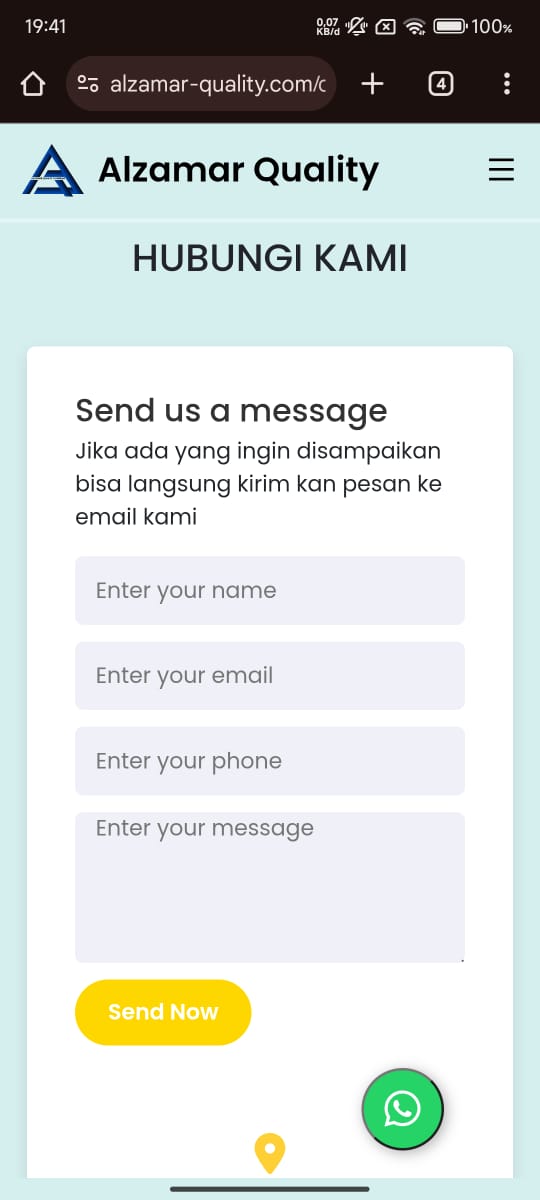 19:41
0,07
KB/d
100%
alzamar-quality.com/c
4
Alzamar Quality
HUBUNGI KAMI
Send us a message
Jika ada yang ingin disampaikan
bisa langsung kirim kan pesan ke
email kami
Enter your name
Enter your email
Enter your phone
Enter your message
Send Now